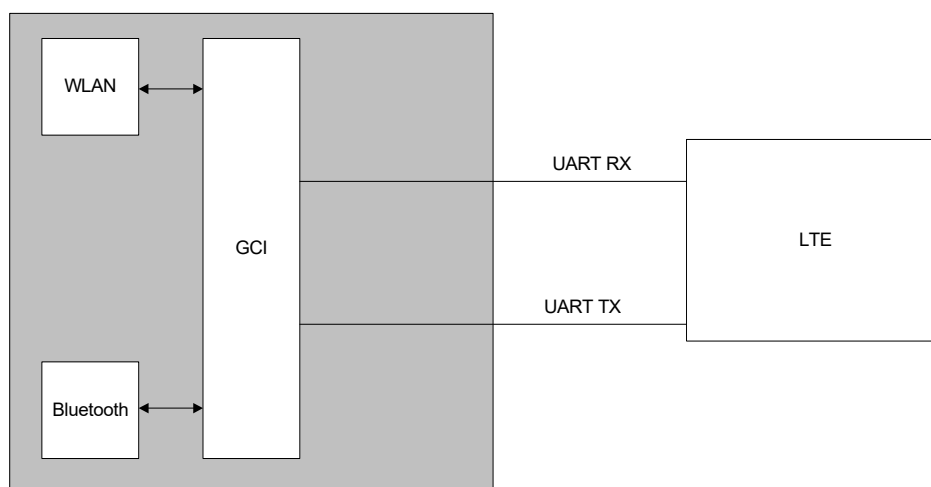 WLAN
UART RX
GCI
LTE
UART TX
Bluetooth